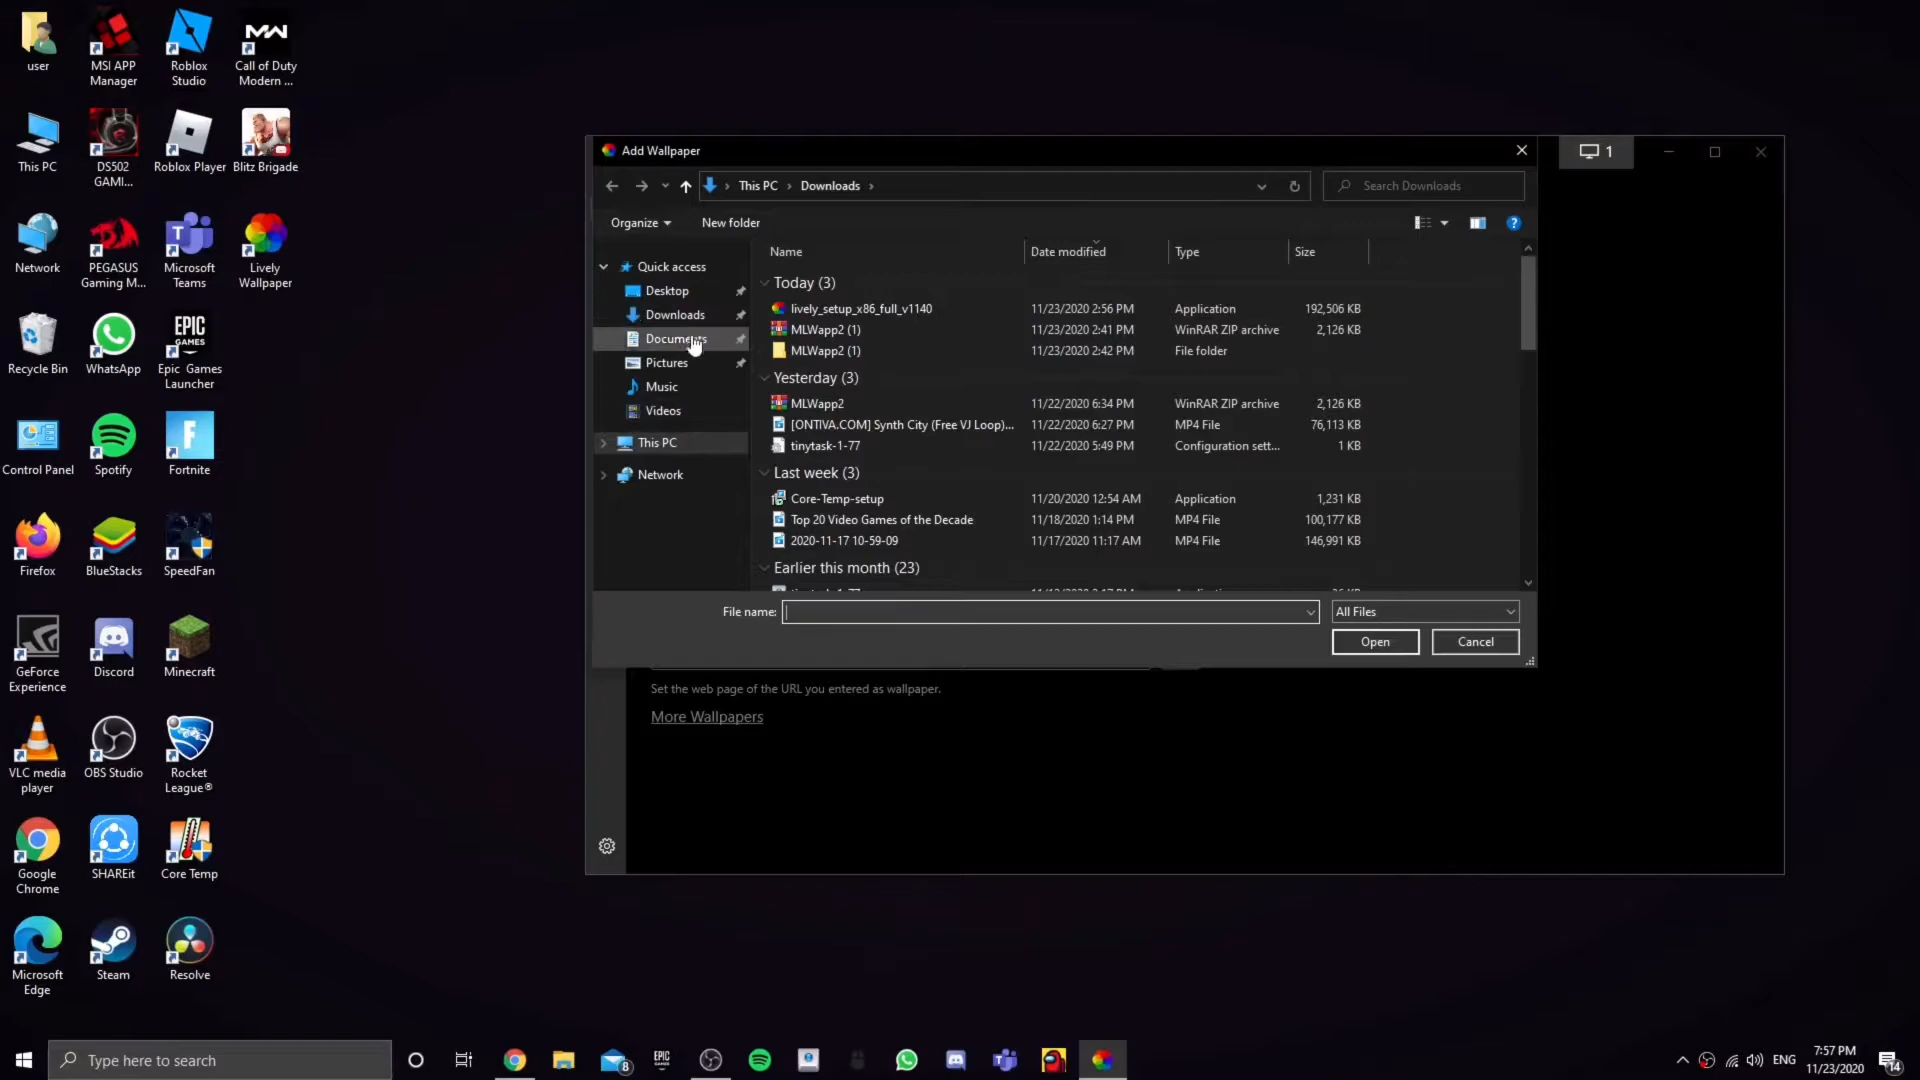 user
MSI APP
Manager
Roblox
Studio
Call of Duty
Modern ...
This PC
DS502
GAMI...
Roblox Player
Blitz Brigade
Network
PEGASUS
Gaming M...
Microsoft
Teams
Lively
Wallpaper
Recycle Bin
WhatsApp
EPIC
GAMES
Epic Games
Launcher
Control Panel
Spotify
Fortnite
Firefox
BlueStacks
SpeedFan
GeForce
Experience
Discord
Minecraft
VLC media
player
OBS Studio
Rocket
League®
Google
Chrome
SHAREit
Core Temp
Microsoft
Edge
Steam
Resolve
Add Wallpaper
1
This PC
Downloads
Search Downloads
Organize
New folder
Name
Date modified
Type
Size
Quick access
Desktop
Downloads
Documents
Pictures
Music
Videos
This PC
Network
Today (3)
lively_setup_x86_full_v1140 11/23/2020 2:56 PM Application 192,506 KB
MLWapp2 (1) 11/23/2020 2:41 PM WinRAR ZIP archive 2,126 KB
MLWapp2 (1) 11/23/2020 2:42 PM File folder
Yesterday (3)
MLWapp2 11/22/2020 6:34 PM WinRAR ZIP archive 2,126 KB
[ONTIVA.COM] Synth City (Free VJ Loop)... 11/22/2020 6:27 PM MP4 File 76,113 KB
tinytask-1-77 11/22/2020 5:49 PM Configuration sett... 1 KB
Last week (3)
Core-Temp-setup 11/20/2020 12:54 AM Application 1,231 KB
Top 20 Video Games of the Decade 11/18/2020 1:14 PM MP4 File 100,177 KB
2020-11-17 10-59-09 11/17/2020 11:17 AM MP4 File 146,991 KB
Earlier this month (23)
File name:
All Files
Open
Cancel
Set the web page of the URL you entered as wallpaper.
More Wallpapers
Type here to search
8
EPIC
GAMES
ENG
7:57 PM
11/23/2020
14